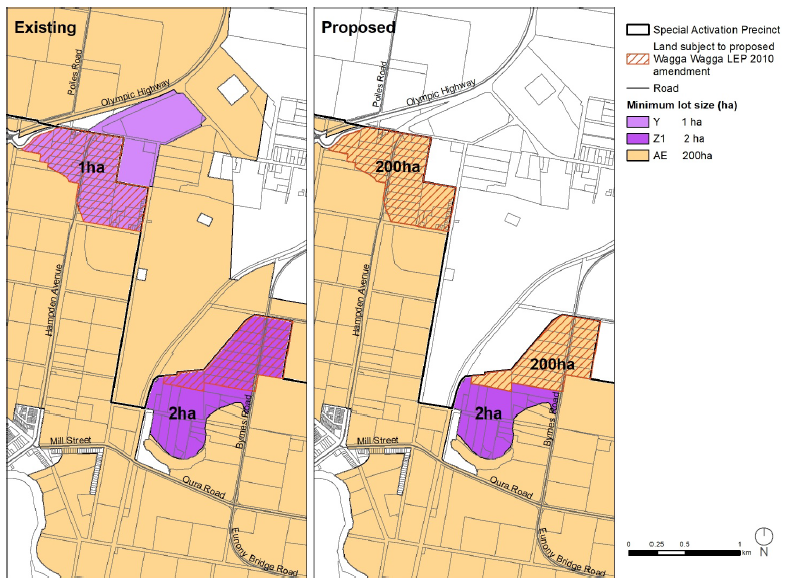 Existing
Polles Road
Olympic Highway
1ha
Hampden Avenue
2ha
Byrnes Road
Mill Street
Oura Road
Eunony Bridge Road
Proposed
Polles Road
Olympic Highway
200ha
Hampden Avenue
200ha
2ha
Byrnes Road
Mill Street
Oura Road
Eunony Bridge Road
Special Activation Precinct
Land subject to proposed
Wagga Wagga LEP 2010
amendment
Road
Minimum lot size (ha)
Y 1 ha
Z1 2 ha
AE 200ha
0 0.25 0.5 1
km
N